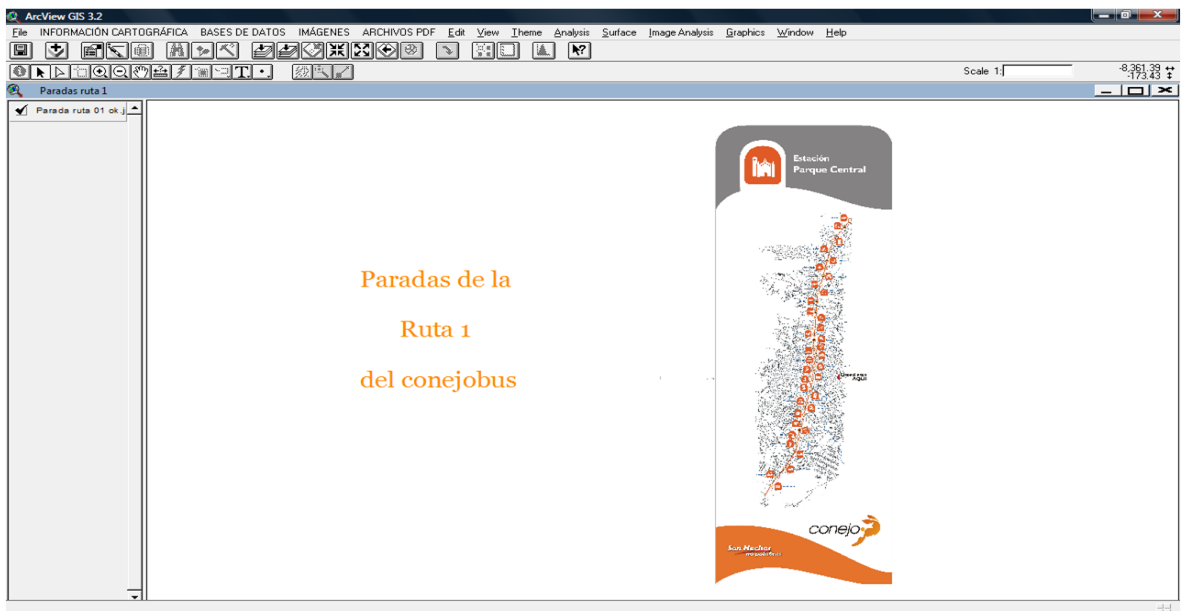 ArcView GIS 3.2
File INFORMACIÓN CARTOGRÁFICA BASES DE DATOS IMÁGENES ARCHIVOS PDF Edit View Theme Analysis Surface Image Analysis Graphics Window Help
Scale 1:
-8,361.39
-173.43
Paradas ruta 1
Parada ruta 01 ok.j
Estación
Parque Central
Paradas de la
Ruta 1
del conejobus
AQUI
conejo